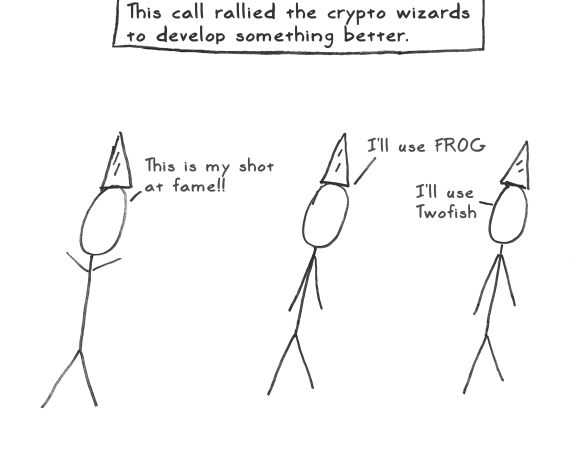 This call rallied the crypto wizards
to develop something better.
This is my shot
at fame!!
I'll use FROG
I'll use
Twofish